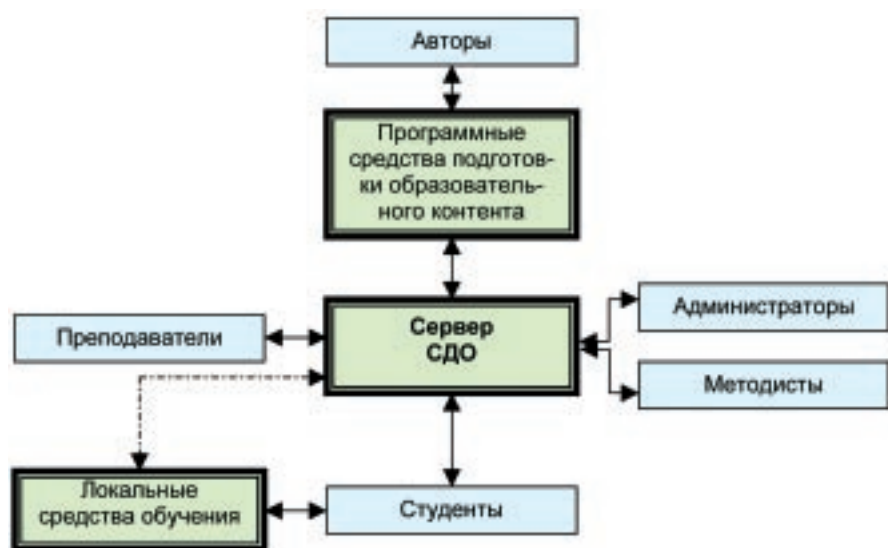 Авторы
Программные
средства подготов-
ки образователь-
ного контента
Преподаватели
Сервер
СДО
Администраторы
Методисты
Локальные
средства обучения
Студенты